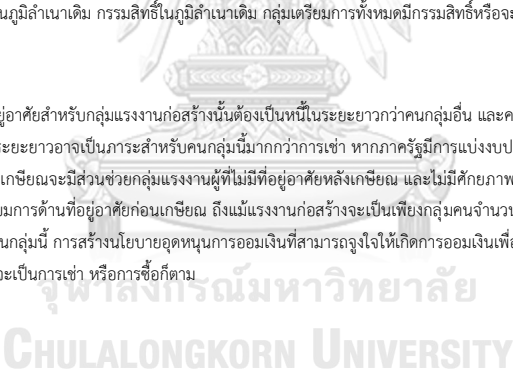 นภูมิลำเนาเดิม กรรมสิทธิ์ในภูมิลำเนาเดิม กลุ่มเตรียมการทั้งหมดมีกรรมสิทธิ์หรือจะ
ยู่อาศัยสำหรับกลุ่มแรงงานก่อสร้างนั้นต้องเป็นหนี้ในระยะยาวกว่าคนกลุ่มอื่น และค
ระยะยาวอาจเป็นภาระสำหรับคนกลุ่มนี้มากกว่าการเช่า หากภาครัฐมีการแบ่งงบป
เกษียณจะมีส่วนช่วยกลุ่มแรงงานผู้ที่ไม่มีที่อยู่อาศัยหลังเกษียณ และไม่มีศักยภาพ
ยมการด้านที่อยู่อาศัยก่อนเกษียณ ถึงแม้แรงงานก่อสร้างจะเป็นเพียงกลุ่มคนจำนวน
นกลุ่มนี้ การสร้างนโยบายอุดหนุนการออมเงินที่สามารถจูงใจให้เกิดการออมเงินเพื่อ
จะเป็นการเช่า หรือการซื้อก็ตาม
จุฬาลงกรณ์มหาวิทยาลัย
CHULALONGKORN UNIVERSITY